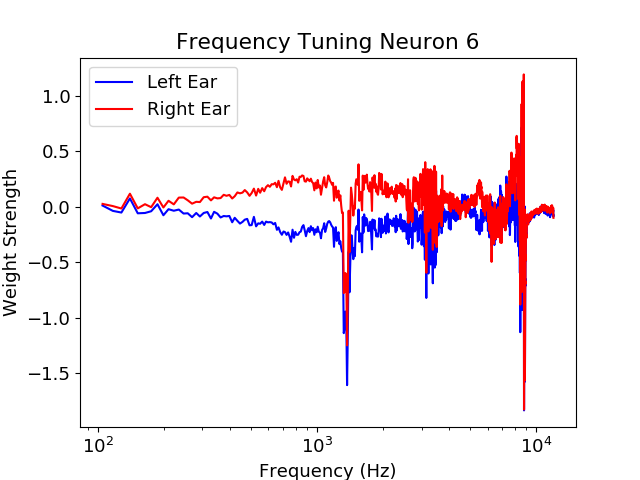 Frequency Tuning Neuron 6
Left Ear
Right Ear
1.0
0.5
0.0
−0.5
−1.0
−1.5
Weight Strength
10²
10³
10⁴
Frequency (Hz)